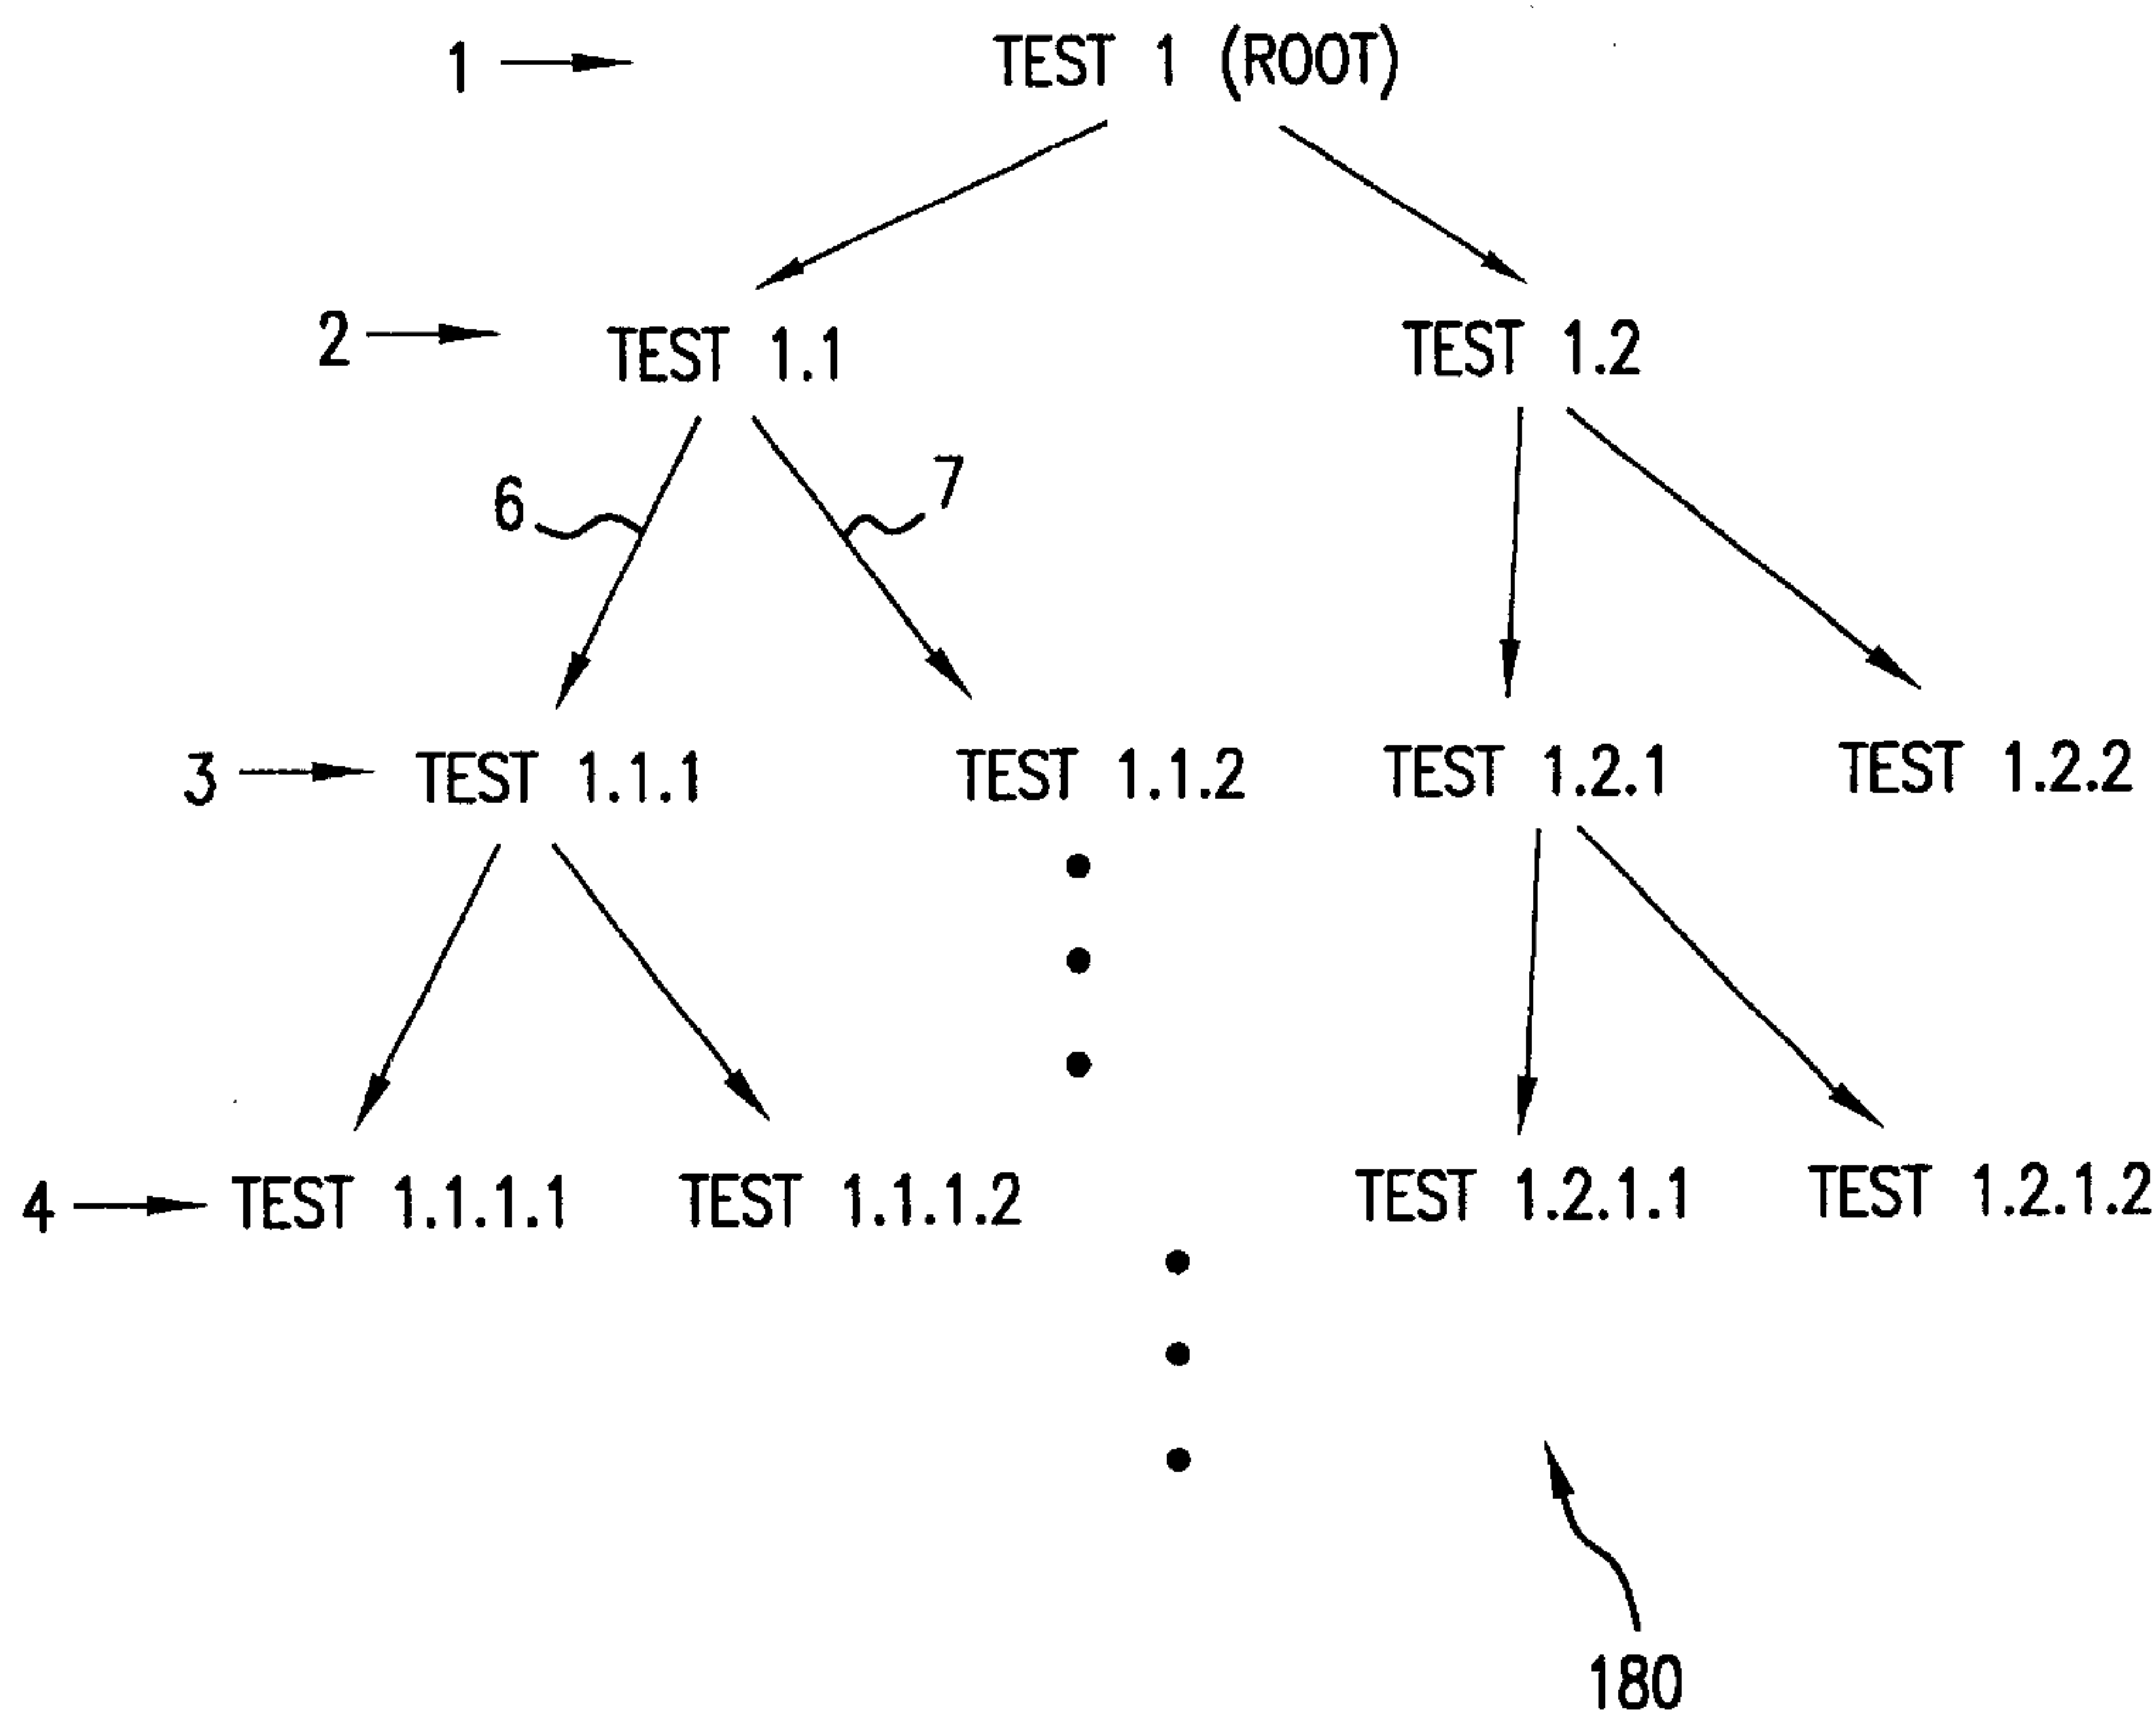 1 TEST 1 (ROOT)
2 TEST 1.1 TEST 1.2
6 7
3 TEST 1.1.1 TEST 1.1.2 TEST 1.2.1 TEST 1.2.2
4 TEST 1.1.1.1 TEST 1.1.1.2 TEST 1.2.1.1 TEST 1.2.1.2
180